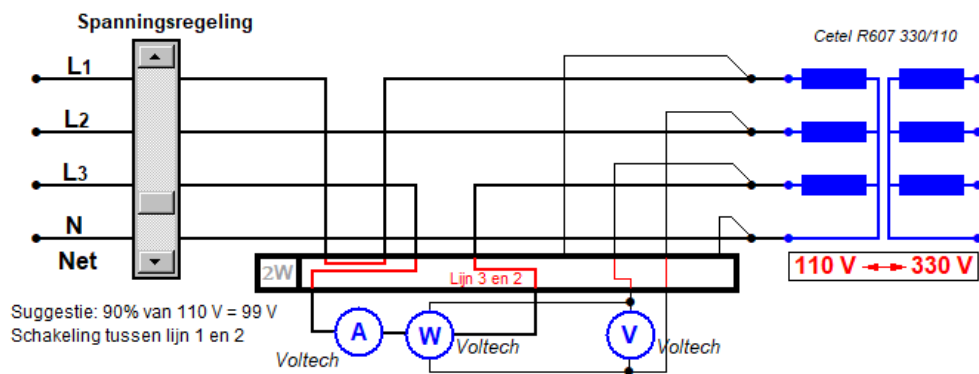 Spanningsregeling
Cetel R607 330/110
L1
L2
L3
N
Net
2W
Lijn 3 en 2
110 V 330 V
Suggestie: 90% van 110 V = 99 V
Schakeling tussen lijn 1 en 2
A
W
V
Voltech
Voltech
Voltech